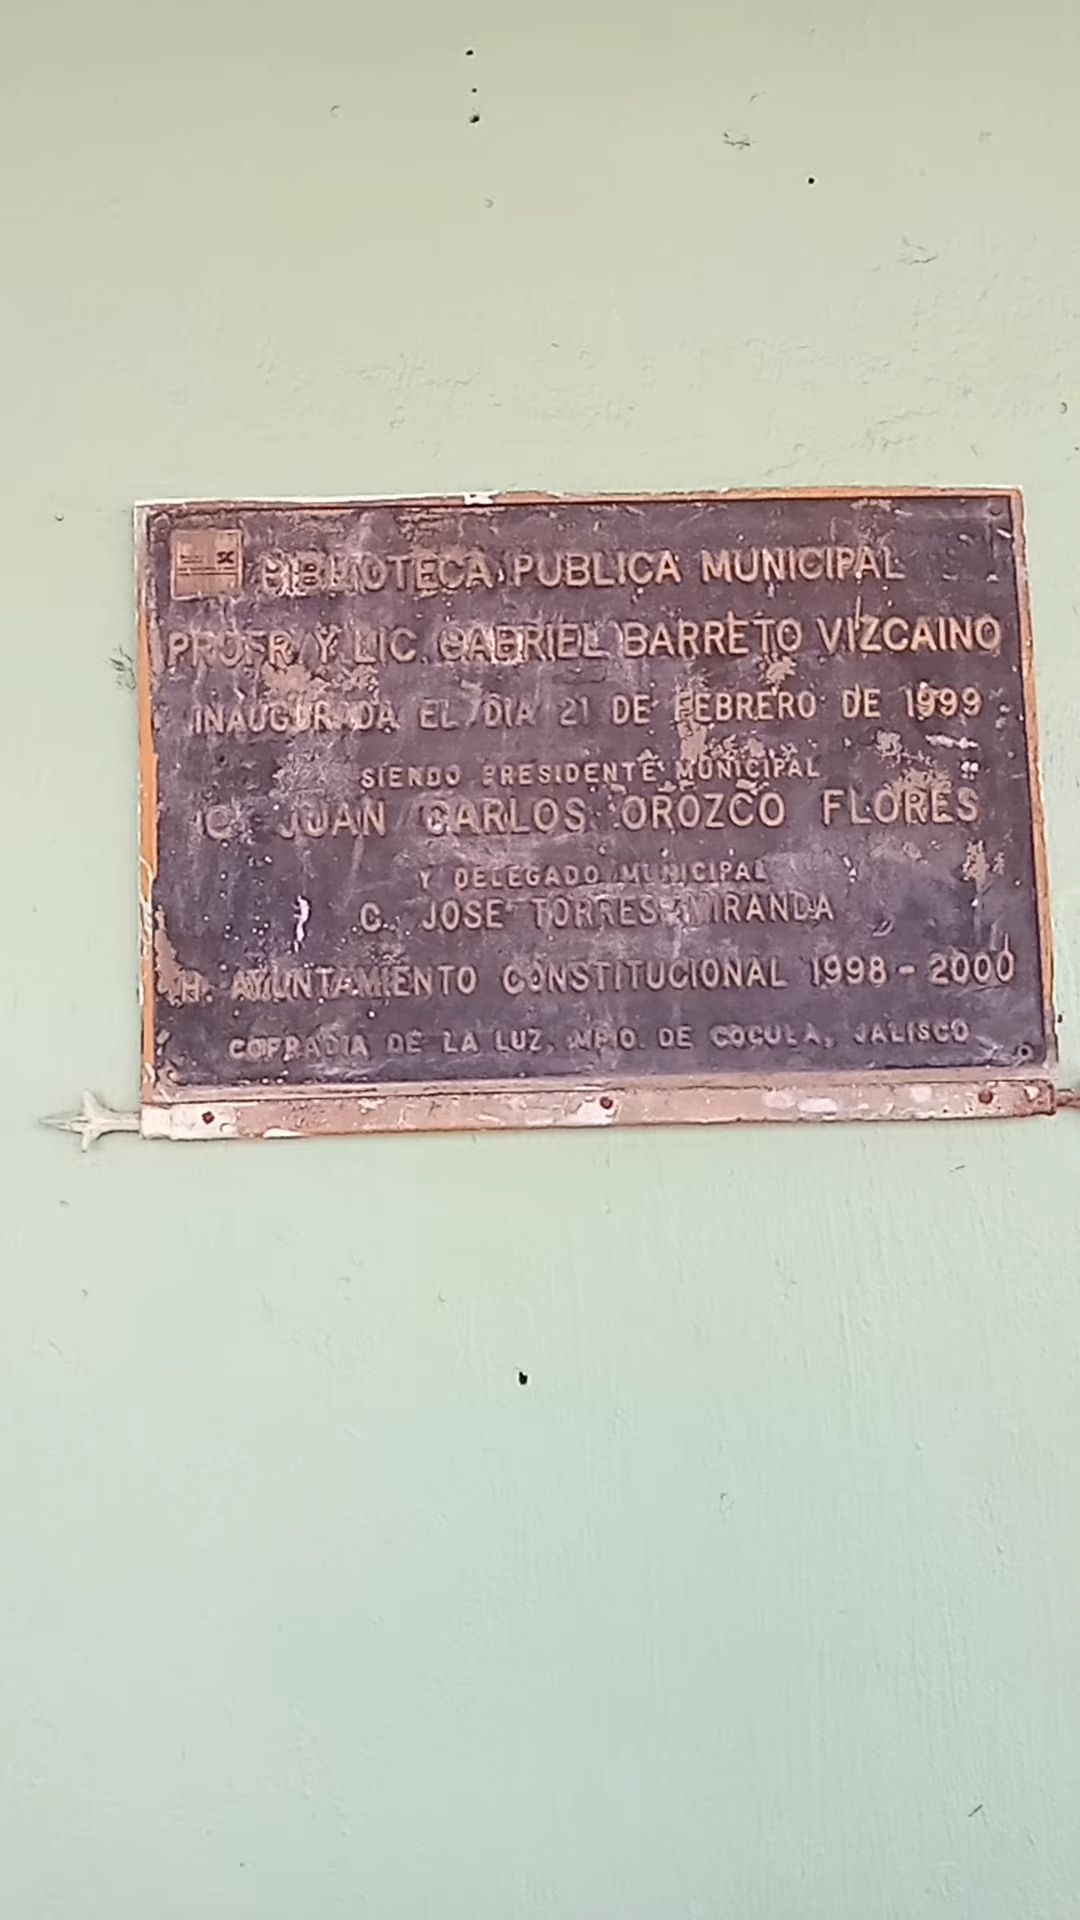 BIBLIOTECA PUBLICA MUNICIPAL
PROFR. Y LIC. GABRIEL BARRETO VIZCAINO
INAUGURADA EL DIA 21 DE FEBRERO DE 1999
SIENDO PRESIDENTE MUNICIPAL
C. JUAN CARLOS OROZCO FLORES
Y DELEGADO MUNICIPAL
C. JOSE TORRES MIRANDA
H. AYUNTAMIENTO CONSTITUCIONAL 1998-2000
COFRADIA DE LA LUZ, MPIO. DE COCULA, JALISCO